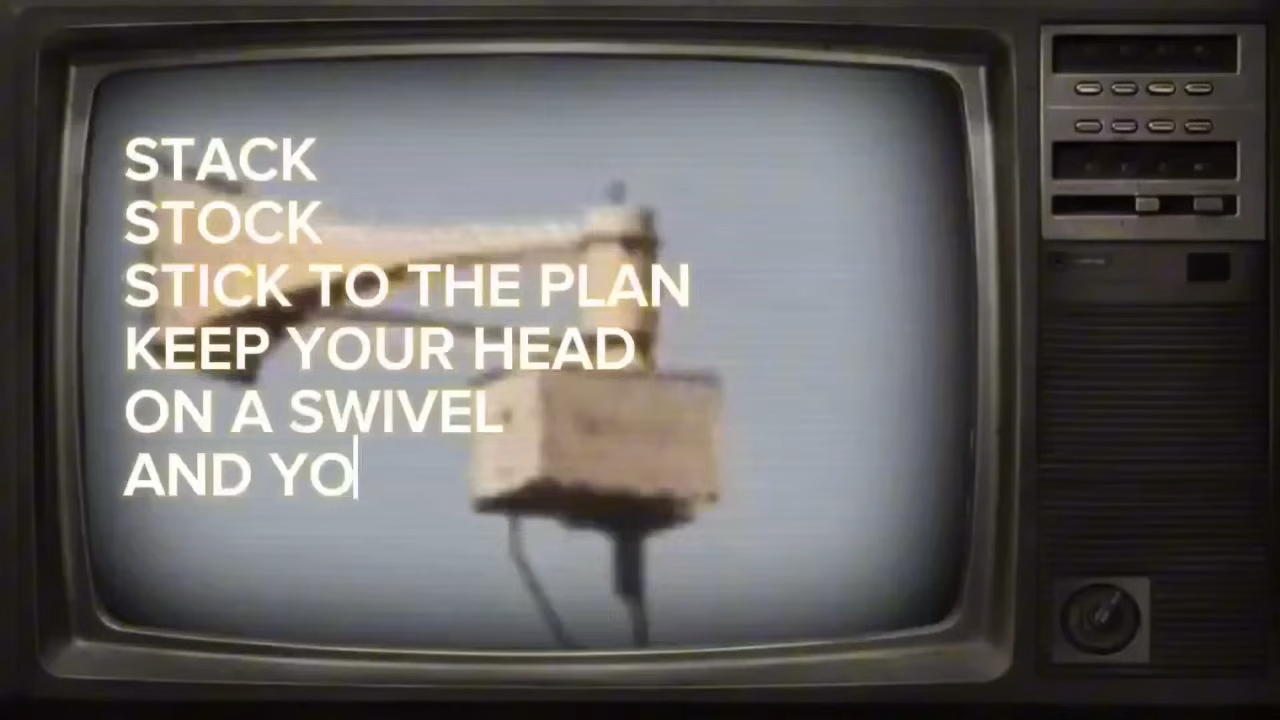 STACK
STOCK
STICK TO THE PLAN
KEEP YOUR HEAD
ON A SWIVEL
AND YO